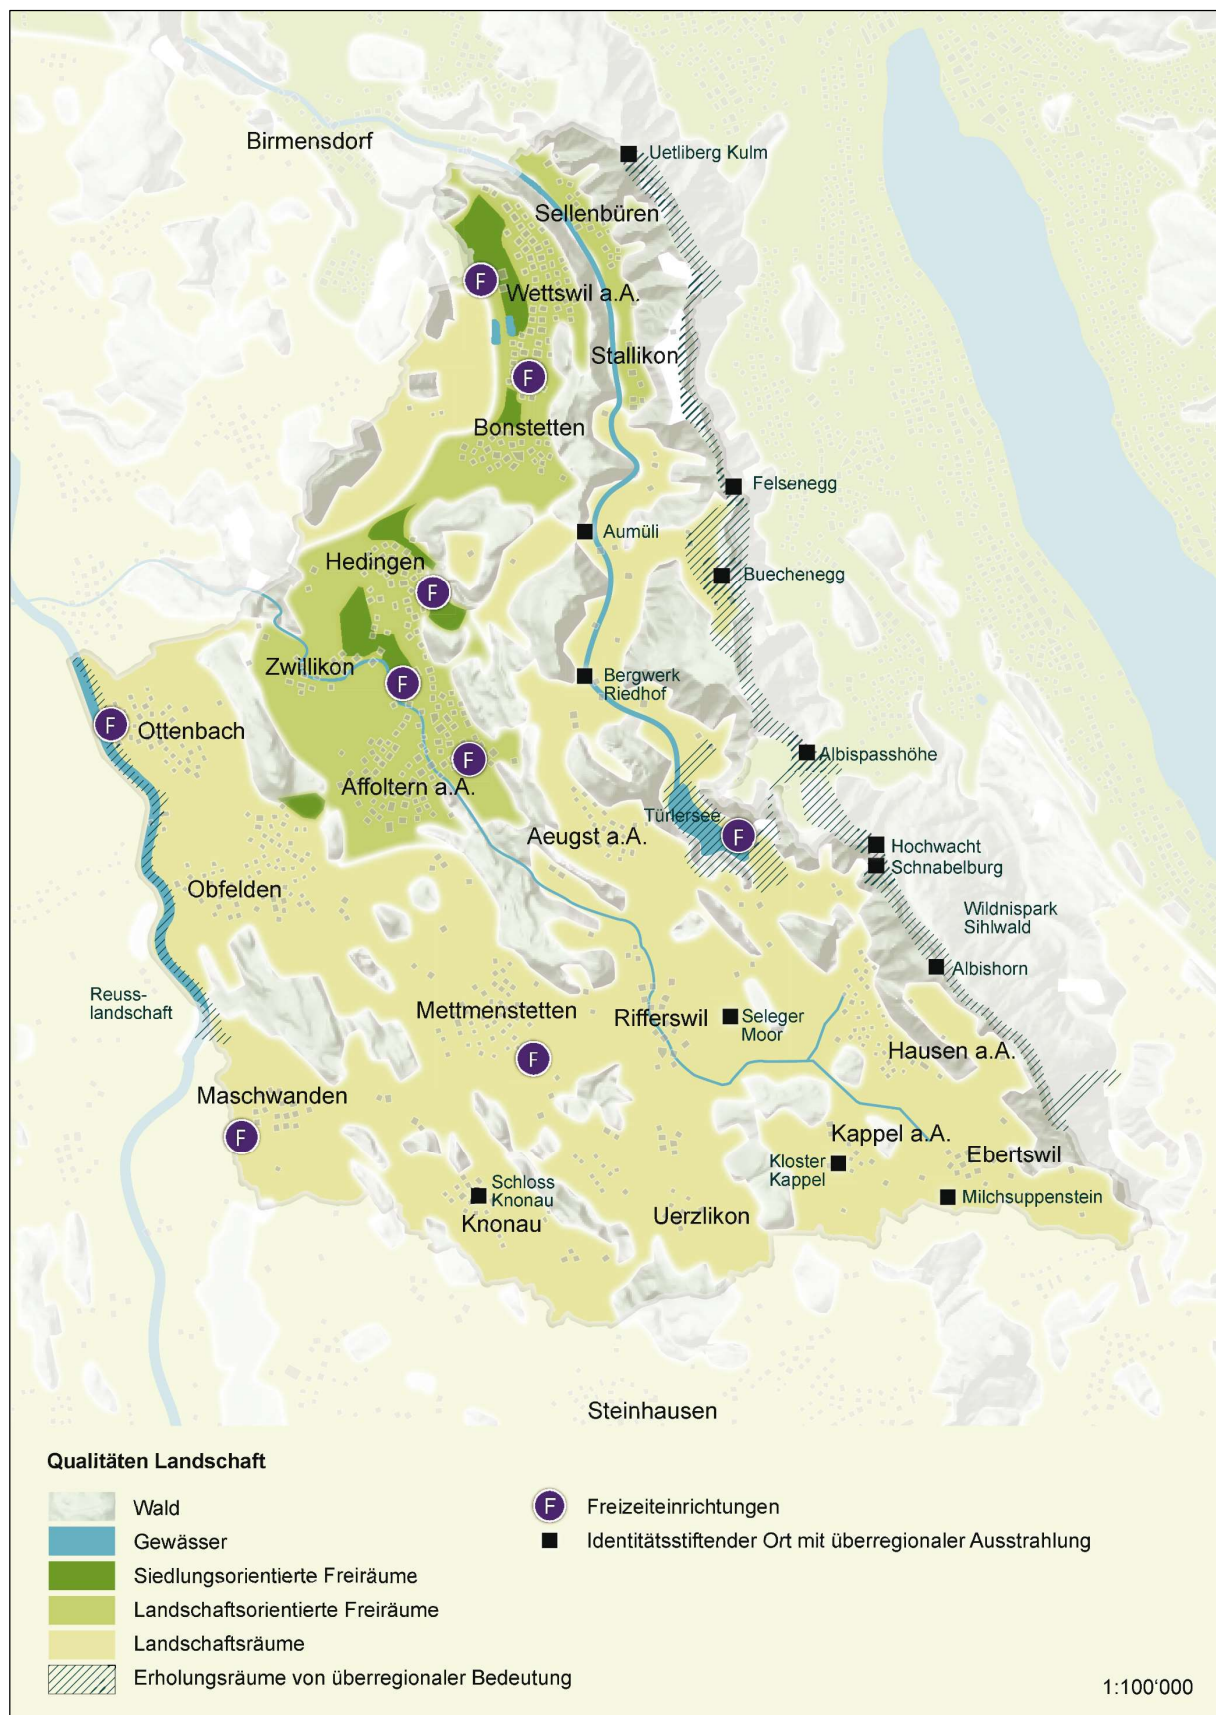 Birmensdorf
Uetliberg Kulm
Sellenbüren
F
Wettswil a.A.
Stallikon
F
Bonstetten
Felsenegg
Aumüli
Hedingen
Buechenegg
F
Zwillikon
F
Bergwerk
Riedhof
F
Ottenbach
Albispasshöhe
F
Affoltern a.A.
Türlersee
F
Aeugst a.A.
Hochwacht
Schnabelburg
Obfelden
Wildnispark
Sihlwald
Albishorn
Reuss-
landschaft
Mettmenstetten
Rifferswil
Seleger
Moor
Hausen a.A.
F
Maschwanden
F
Kappel a.A.
Ebertswil
Kloster
Kappel
Schloss
Knonau
Milchsuppenstein
Knonau
Uerzlikon
Steinhausen
Qualitäten Landschaft
Wald
Gewässer
Siedlungsorientierte Freiräume
Landschaftsorientierte Freiräume
Landschaftsräume
Erholungsräume von überregionaler Bedeutung
F Freizeiteinrichtungen
Identitätsstiftender Ort mit überregionaler Ausstrahlung
1:100'000